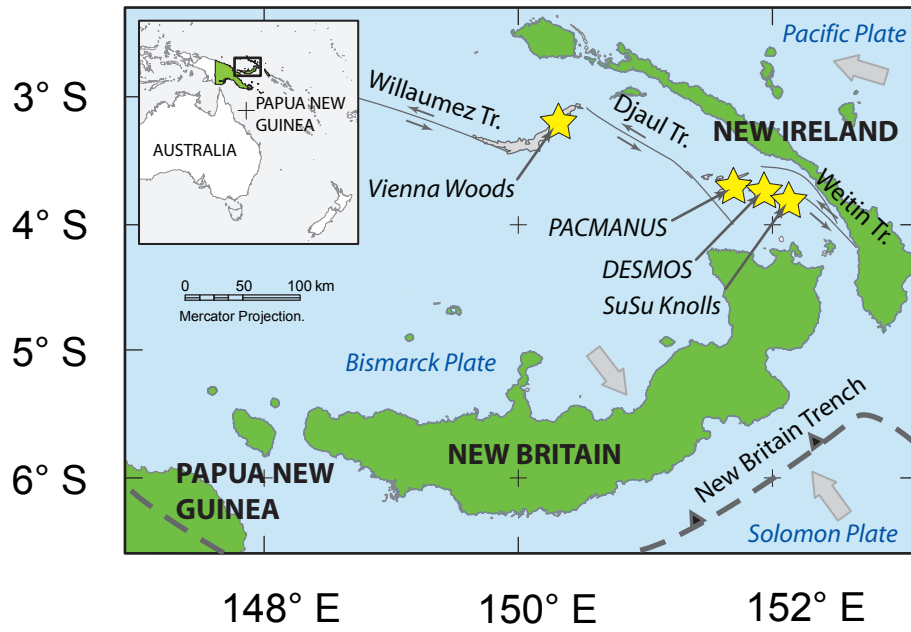 Pacific Plate
3° S
Willaumez Tr.
Djaul Tr.
NEW IRELAND
PAPUA NEW
GUINEA
AUSTRALIA
Vienna Woods
Weitin Tr.
4° S
PACMANUS
DESMOS
SuSu Knolls
0 50 100 km
Mercator Projection.
5° S
Bismarck Plate
New Britain Trench
NEW BRITAIN
6° S
PAPUA NEW
GUINEA
Solomon Plate
148° E
150° E
152° E